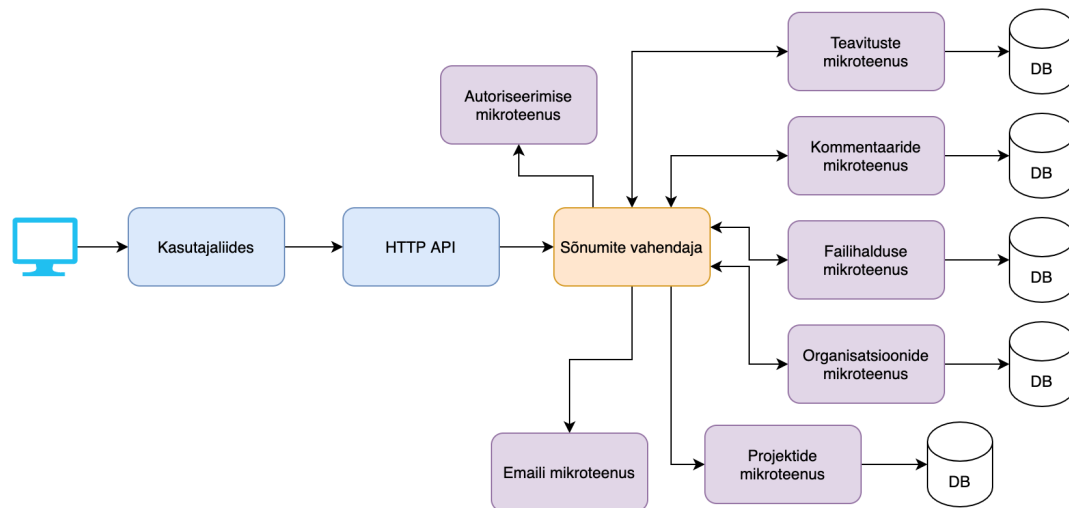 Teavituste
mikroteenus
DB
Autoriseerimise
mikroteenus
Kommentaaride
mikroteenus
DB
Kasutajaliides
HTTP API
Sõnumite vahendaja
Failihalduse
mikroteenus
DB
Organisatsioonide
mikroteenus
DB
Emaili mikroteenus
Projektide
mikroteenus
DB